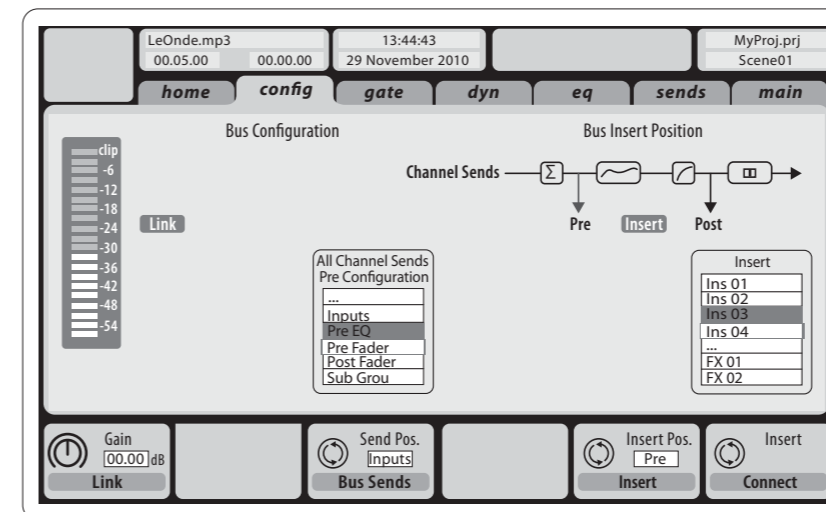 LeOnde.mp3
00.05.00 00.00.00
13:44:43
29 November 2010
MyProj.prj
Scene01
home config gate dyn eq sends main
Bus Configuration
Bus Insert Position
clip
-6
-12
-18
-24
-30
-36
-42
-48
-54
Link
Channel Sends
Σ
Pre Insert Post
All Channel Sends
Pre Configuration
...
Inputs
Pre EQ
Pre Fader
Post Fader
Sub Grou
Insert
Ins 01
Ins 02
Ins 03
Ins 04
...
FX 01
FX 02
Gain
00.00 dB
Link
Send Pos.
Inputs
Bus Sends
Insert Pos.
Pre
Insert
Insert
Connect